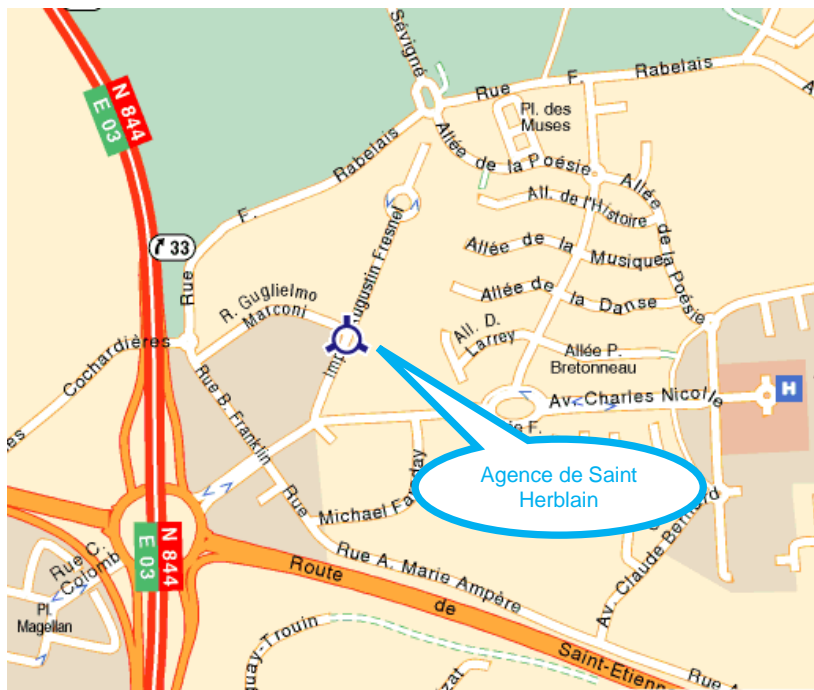 Sévigné
Rue F. Rabelais
Pl. des
Muses
N 844
E 03
Allée de la Poésie
Rue F. Rabelais
Allée de la Poésie
All. de l'Histoire
33
Augustin Fresnel
Allée de la Musique
R. Guglielmo
Marconi
Allée de la Danse
All. D.
Larrey
Cochardières
Allée P.
Bretonneau
Rue B. Franklin
Av. Charles Nicolle
H
Agence de Saint
Herblain
Rue Michael Faraday
N 844
E 03
Rue C.
Colomb
Rue A. Marie Ampère
Av. Claude Bernard
Route de Saint-Etienne
Pl.
Magellan
guay-Trouin
zat
Rue A